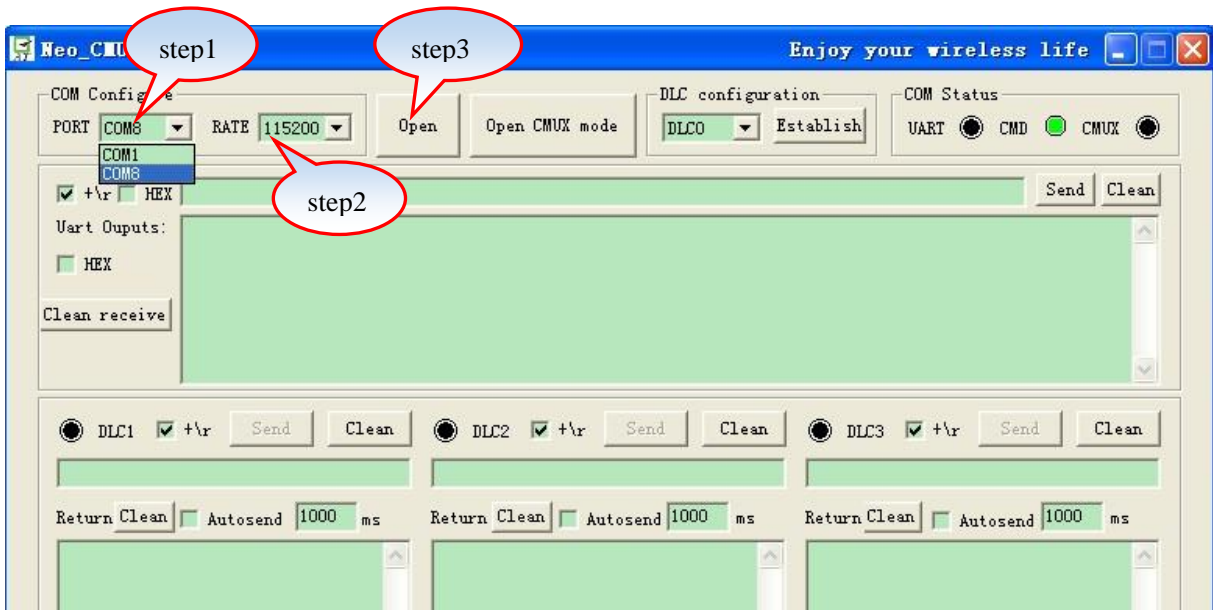 step1
step3
Enjoy your wireless life
COM Configure
DLC configuration
COM Status
PORT COM8 RATE 115200
Open
Open CMUX mode
DLC0 Establish
UART CMD CMUX
COM1
COM8
step2
+\r HEX
Send Clean
Uart Ouputs:
HEX
Clean receive
DLC1 +\r Send Clean
DLC2 +\r Send Clean
DLC3 +\r Send Clean
Return Clean Autosend 1000 ms
Return Clean Autosend 1000 ms
Return Clean Autosend 1000 ms